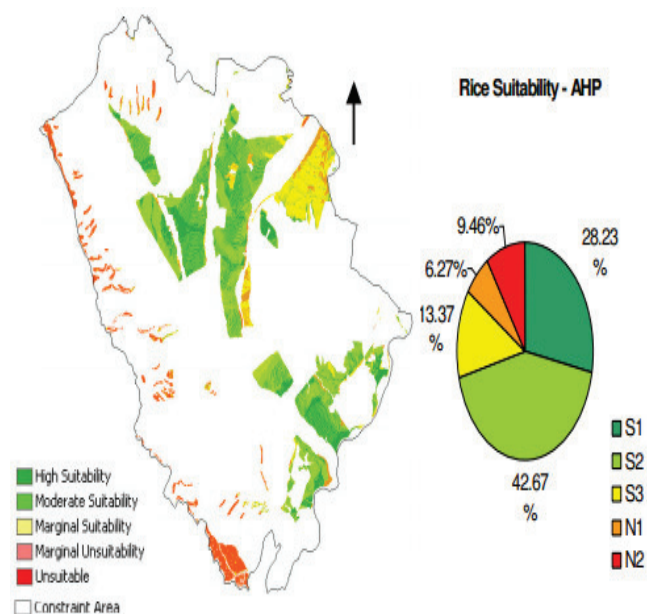 Rice Suitability - AHP
9.46%
28.23
%
6.27%
13.37
%
42.67
%
S1
S2
S3
N1
N2
High Suitability
Moderate Suitability
Marginal Suitability
Marginal Unsuitability
Unsuitable
Constraint Area